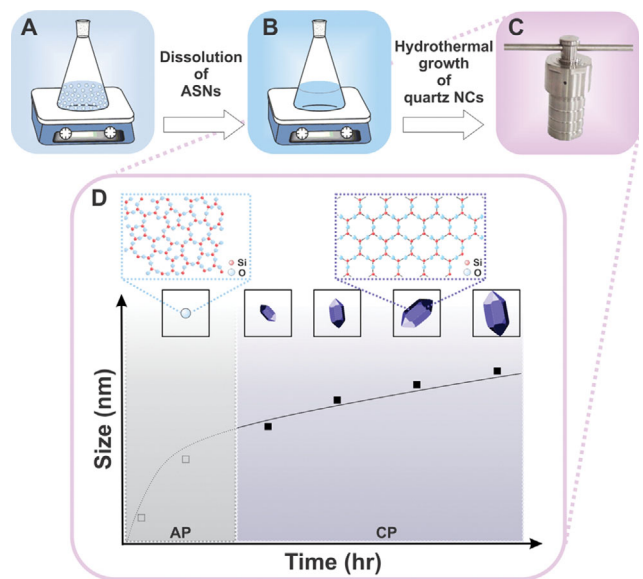 A
B
C
Dissolution
of
ASNs
Hydrothermal
growth
of
quartz NCs
D
Si
O
Si
O
Size (nm)
AP
CP
Time (hr)